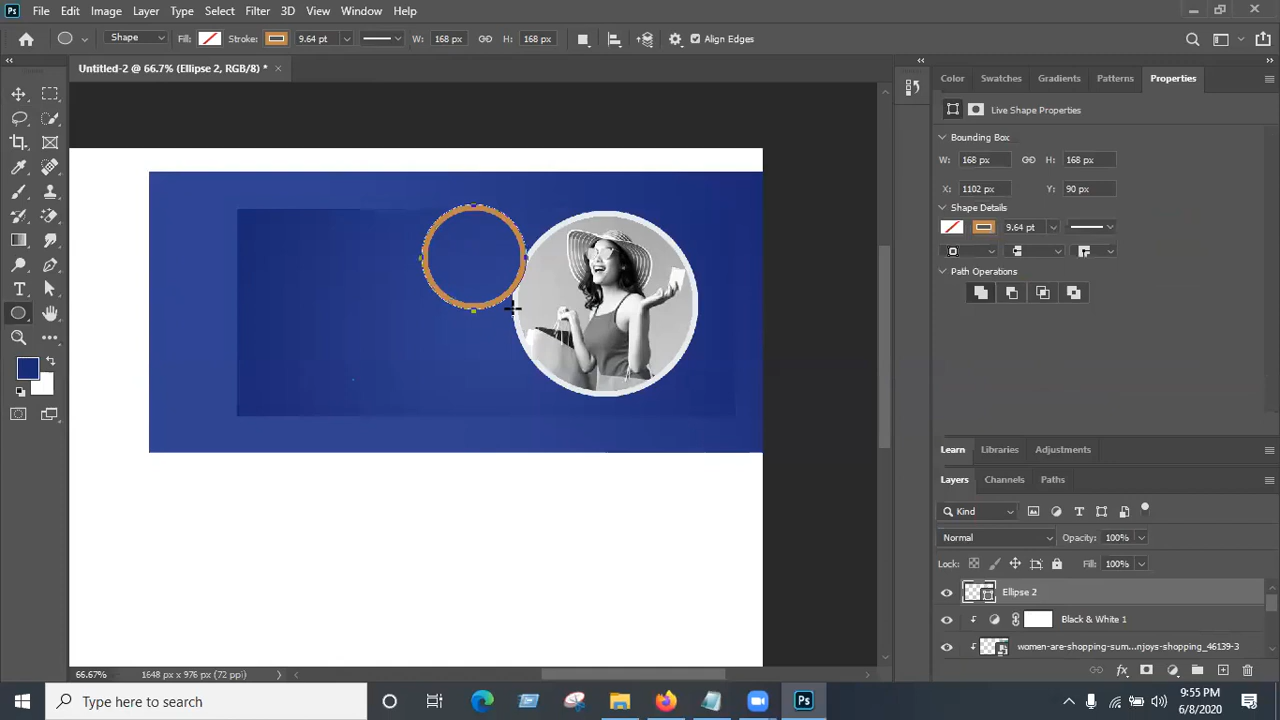 Ps File Edit Image Layer Type Select Filter 3D View Window Help
Shape Fill: Stroke: 9.64 pt W: 168 px H: 168 px Align Edges
Untitled-2 @ 66.7% (Ellipse 2, RGB/8) *
Color Swatches Gradients Patterns Properties
Live Shape Properties
Bounding Box
W: 168 px H: 168 px
X: 1102 px Y: 90 px
Shape Details
9.64 pt
Path Operations
Learn Libraries Adjustments
Layers Channels Paths
Kind
Normal Opacity: 100%
Lock: Fill: 100%
Ellipse 2
Black & White 1
women-are-shopping-sum...njoys-shopping_46139-3
66.67% 1648 px x 976 px (72 ppi)
Type here to search
Ps
9:55 PM
6/8/2020